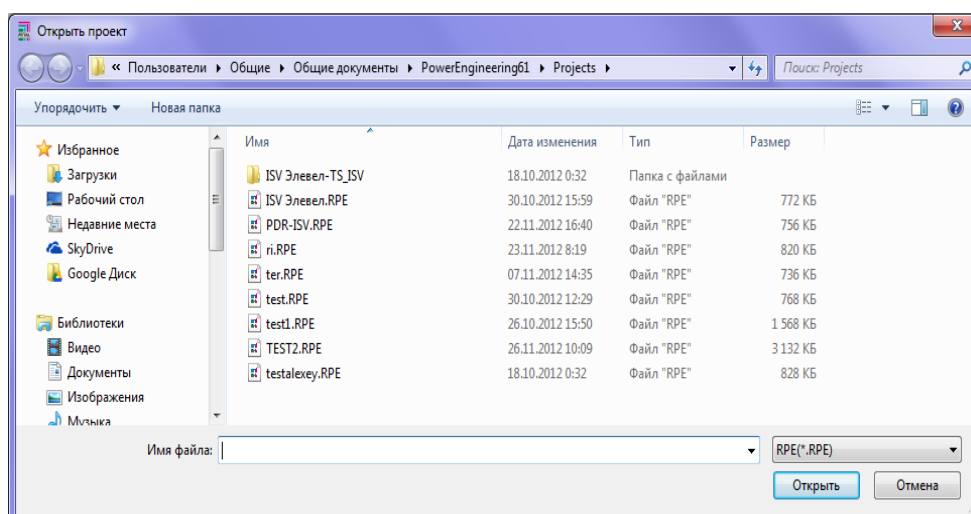 Открыть проект
« Пользователи ▸ Общие ▸ Общие документы ▸ PowerEngineering61 ▸ Projects ▸ Поиск: Projects
Упорядочить ▼ Новая папка
Избранное
Загрузки
Рабочий стол
Недавние места
SkyDrive
Google Диск
Библиотеки
Видео
Документы
Изображения
Музыка
Имя Дата изменения Тип Размер
ISV Элевел-TS_ISV 18.10.2012 0:32 Папка с файлами
ISV Элевел.RPE 30.10.2012 15:59 Файл "RPE" 772 КБ
PDR-ISV.RPE 22.11.2012 16:40 Файл "RPE" 756 КБ
ri.RPE 23.11.2012 8:19 Файл "RPE" 820 КБ
ter.RPE 07.11.2012 14:35 Файл "RPE" 736 КБ
test.RPE 30.10.2012 12:29 Файл "RPE" 768 КБ
test1.RPE 26.10.2012 15:50 Файл "RPE" 1 568 КБ
TEST2.RPE 26.11.2012 10:09 Файл "RPE" 3 132 КБ
testalexey.RPE 18.10.2012 0:32 Файл "RPE" 828 КБ
Имя файла: RPE(*.RPE)
Открыть Отмена